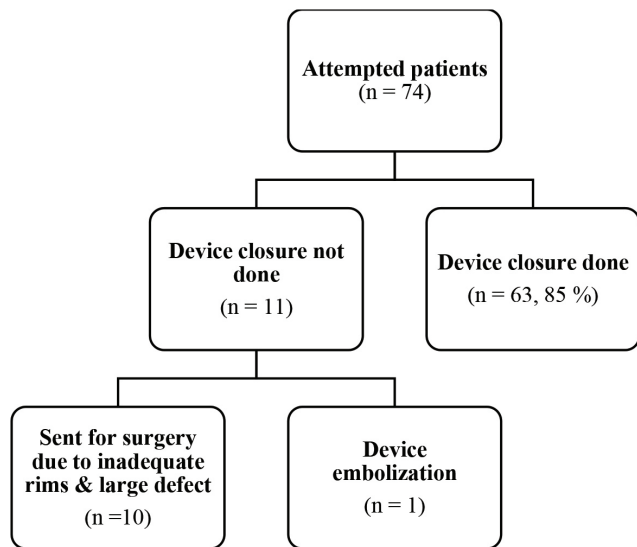 Attempted patients
(n = 74)
Device closure not
done
(n = 11)
Device closure done
(n = 63, 85 %)
Sent for surgery
due to inadequate
rims & large defect
(n =10)
Device
embolization
(n = 1)